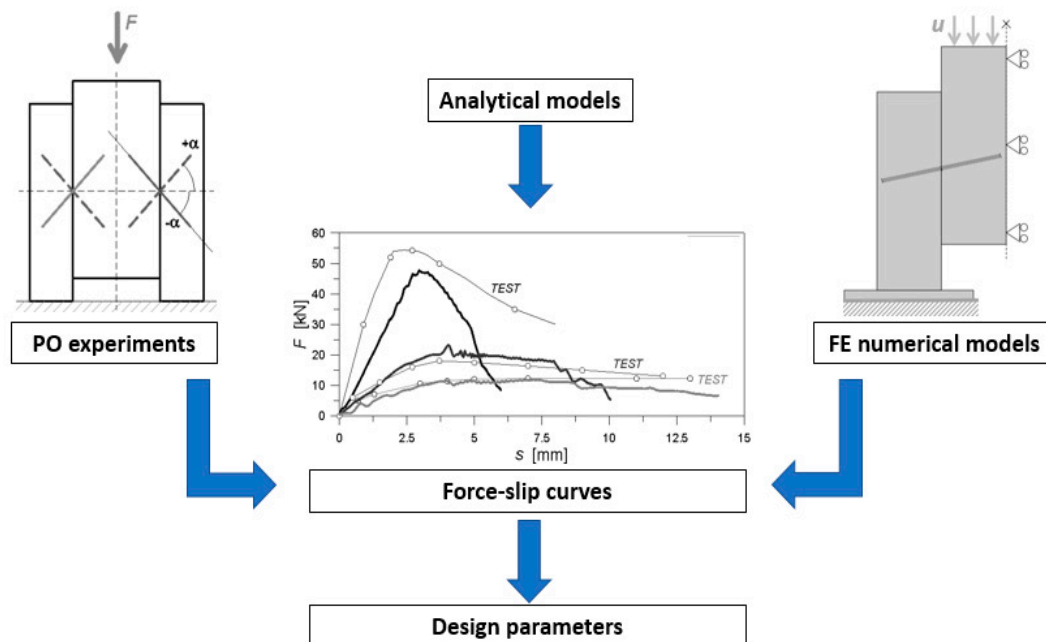 F
+α
-α
PO experiments
Analytical models
u
×
FE numerical models
60
50
40
30
20
10
0
F [kN]
TEST
TEST
TEST
0
2.5
5
7.5
10
12.5
15
s [mm]
Force-slip curves
Design parameters